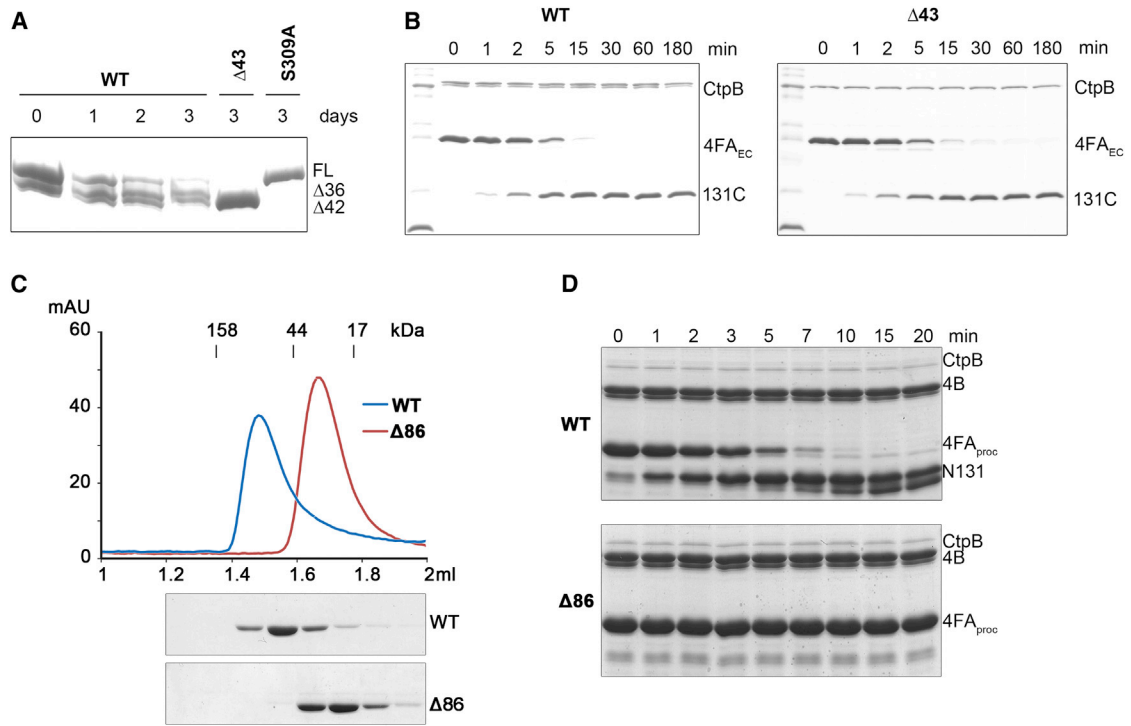 A
WT
Δ43
S309A
0 1 2 3 3 3 days
FL
Δ36
Δ42
B
WT
0 1 2 5 15 30 60 180 min
CtpB
4FAEC
131C
Δ43
0 1 2 5 15 30 60 180 min
CtpB
4FAEC
131C
C
mAU
60
40
20
0
158 44 17 kDa
WT
Δ86
1 1.2 1.4 1.6 1.8 2ml
WT
Δ86
D
0 1 2 3 5 7 10 15 20 min
WT
CtpB
4B
4FAproc
N131
Δ86
CtpB
4B
4FAproc